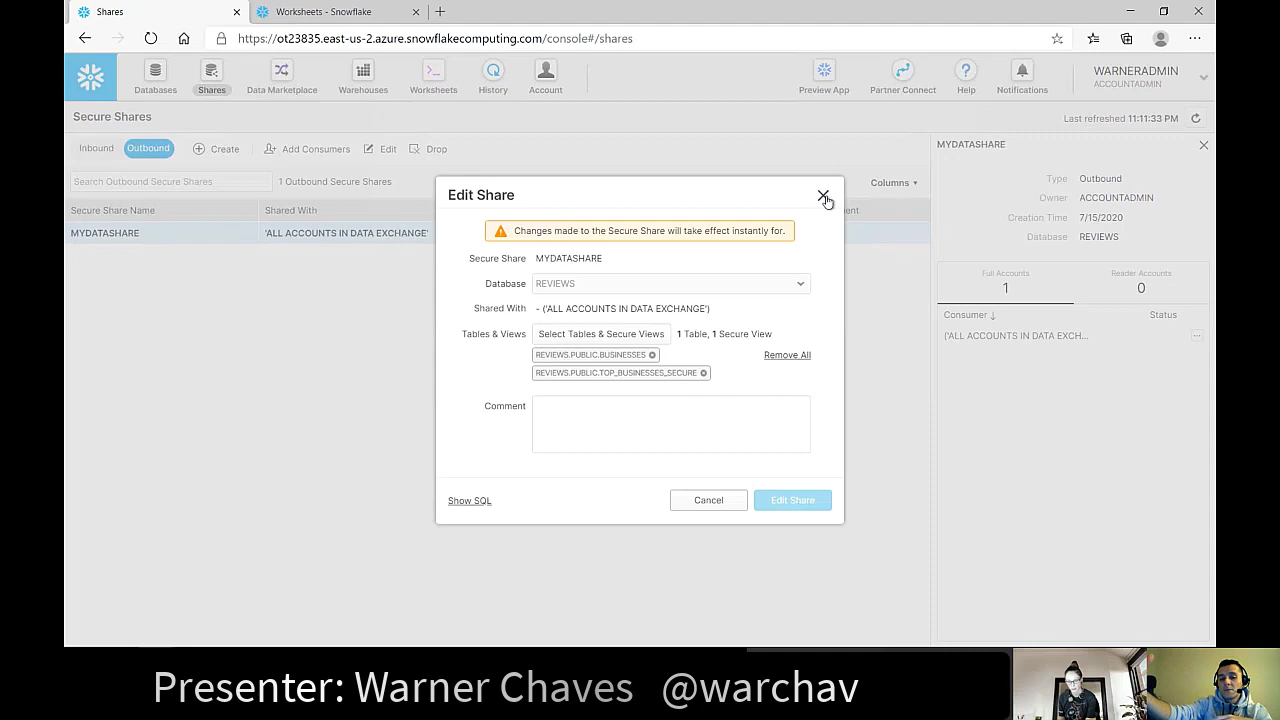 Shares
Worksheets - Snowflake
https://ot23835.east-us-2.azure.snowflakecomputing.com/console#/shares
Databases
Shares
Data Marketplace
Warehouses
Worksheets
History
Account
Preview App
Partner Connect
Help
Notifications
WARNERADMIN
ACCOUNTADMIN
Secure Shares
Last refreshed 11:11:33 PM
Inbound
Outbound
Create
Add Consumers
Edit
Drop
Search Outbound Secure Shares
1 Outbound Secure Shares
Columns
Secure Share Name
Shared With
MYDATASHARE
'ALL ACCOUNTS IN DATA EXCHANGE'
Edit Share
Changes made to the Secure Share will take effect instantly for.
Secure Share MYDATASHARE
Database REVIEWS
Shared With - ('ALL ACCOUNTS IN DATA EXCHANGE')
Tables & Views Select Tables & Secure Views 1 Table, 1 Secure View
REVIEWS.PUBLIC.BUSINESSES
Remove All
REVIEWS.PUBLIC.TOP_BUSINESSES_SECURE
Comment
Show SQL
Cancel
Edit Share
MYDATASHARE
Type Outbound
Owner ACCOUNTADMIN
Creation Time 7/15/2020
Database REVIEWS
Full Accounts
1
Reader Accounts
0
Consumer
Status
('ALL ACCOUNTS IN DATA EXCH...
Presenter: Warner Chaves @warchav